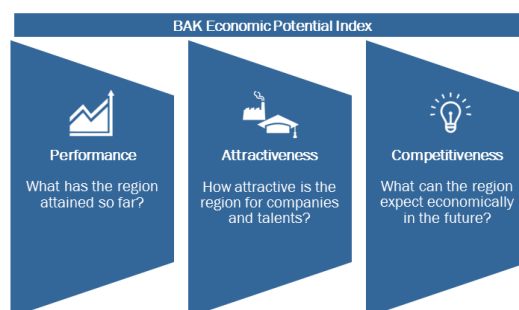 BAK Economic Potential Index
Performance
What has the region
attained so far?
Attractiveness
How attractive is the
region for companies
and talents?
Competitiveness
What can the region
expect economically
in the future?